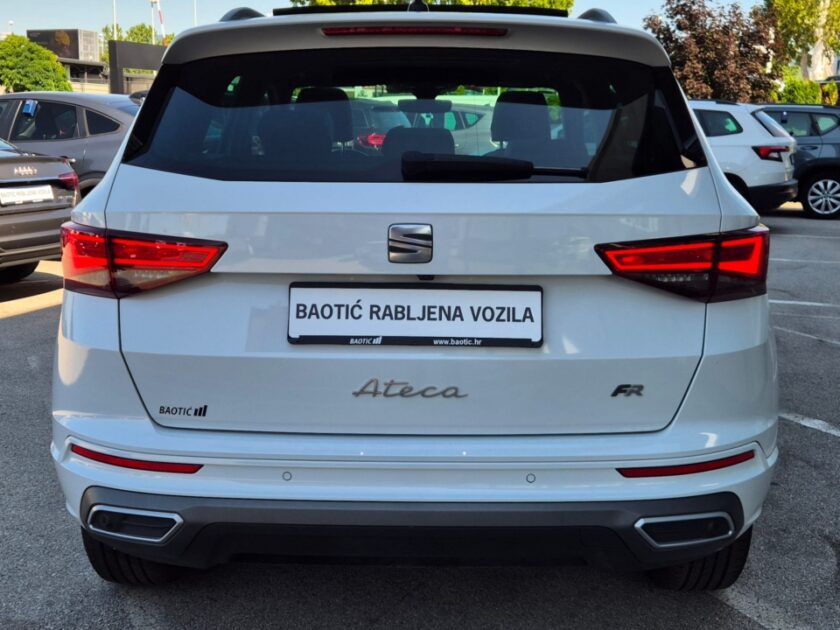 BAOTIĆ RABLJENA VOZILA
BAOTIĆ www.baotic.hr
Ateca
FR
BAOTIĆ